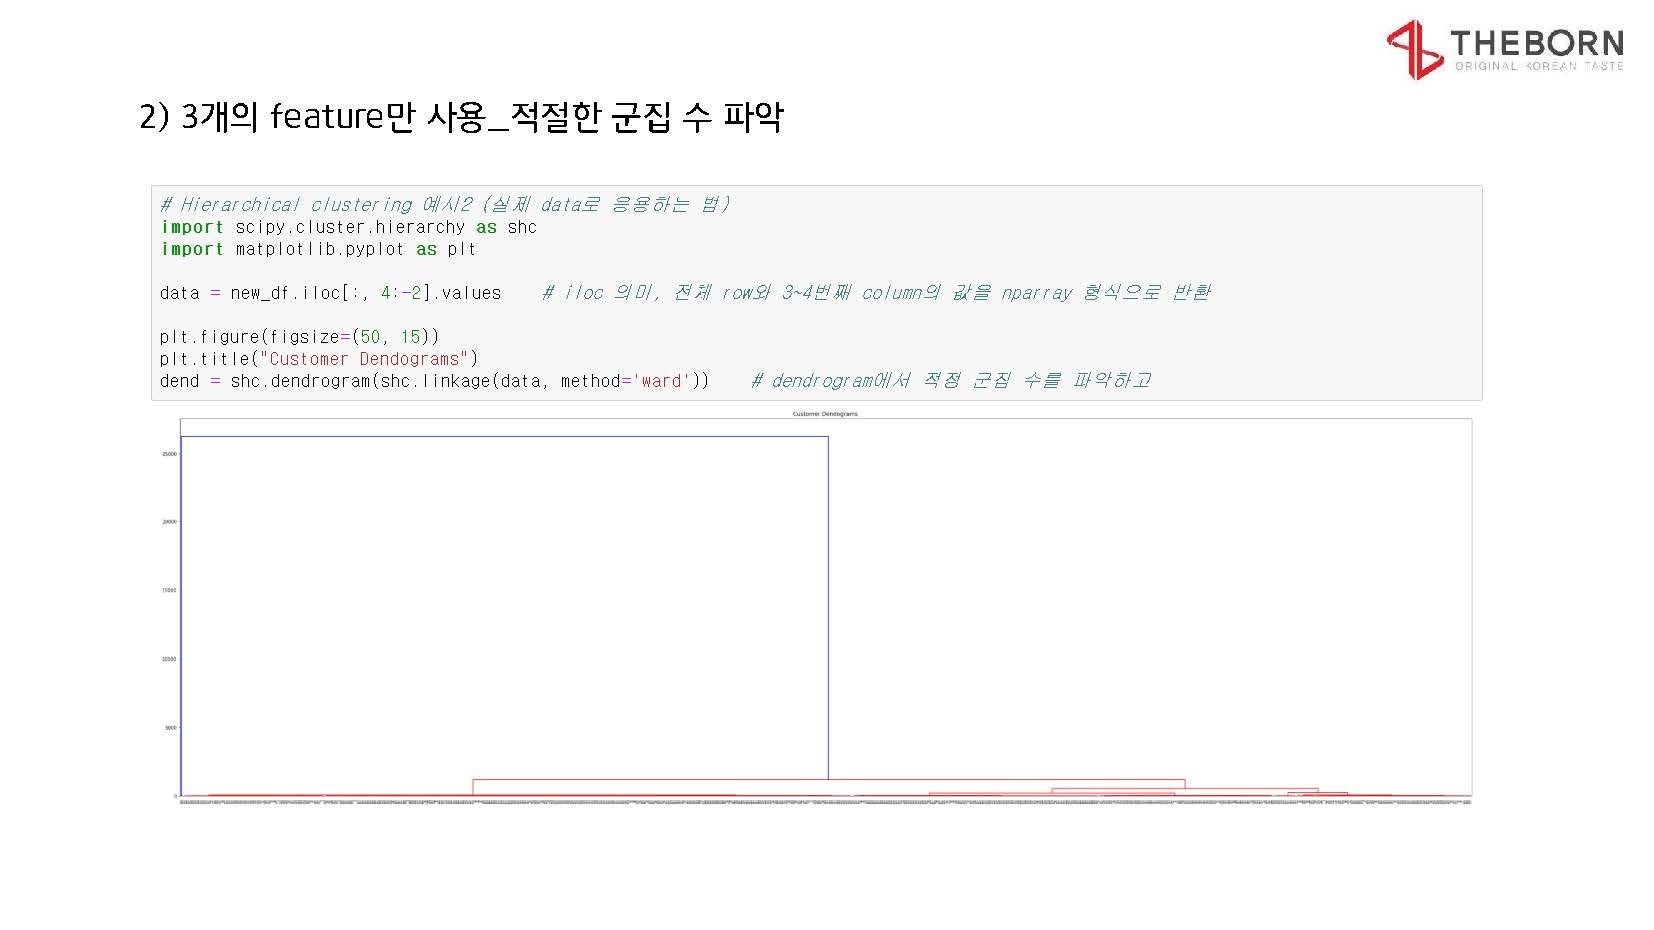 THEBORN
ORIGINAL KOREAN TASTE
2) 3개의 feature만 사용_적절한 군집 수 파악
# Hierarchical clustering 예시2 (실제 data로 응용하는 법)
import scipy.cluster.hierarchy as shc
import matplotlib.pyplot as plt
data = new_df.iloc[:, 4:-2].values    # iloc 의미, 전체 row와 3~4번째 column의 값을 nparray 형식으로 반환
plt.figure(figsize=(50, 15))
plt.title("Customer Dendograms")
dend = shc.dendrogram(shc.linkage(data, method='ward'))    # dendrogram에서 적정 군집 수를 파악하고
Customer Dendograms
25000
20000
15000
10000
5000
0